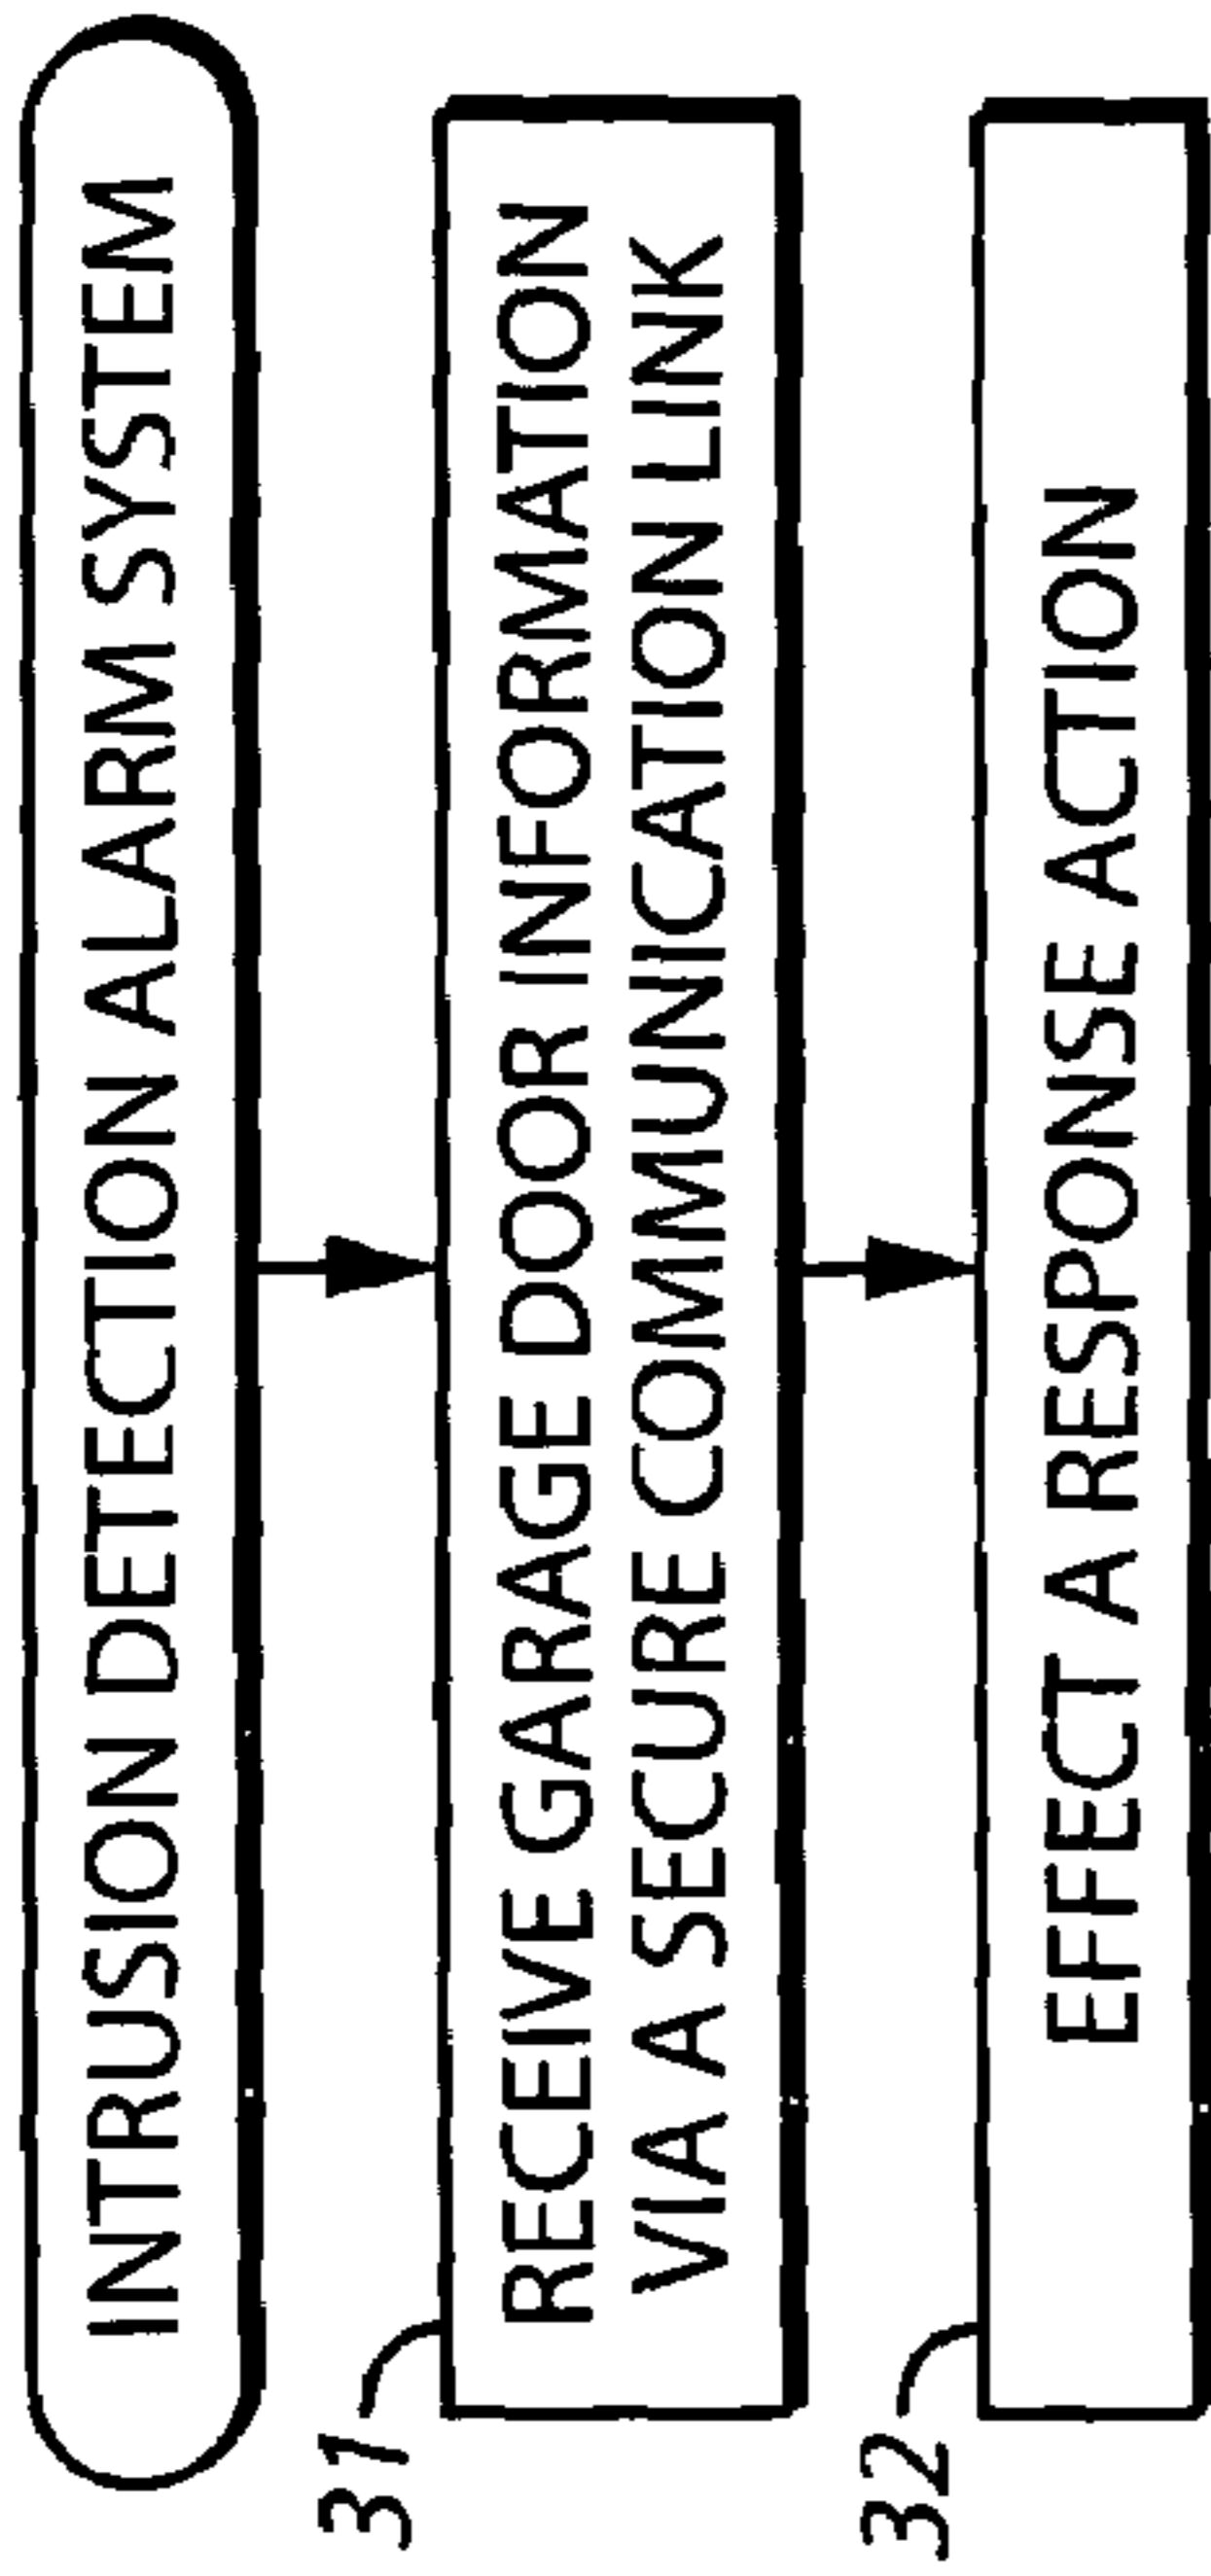 INTRUSION DETECTION ALARM SYSTEM
31
RECEIVE GARAGE DOOR INFORMATION
VIA A SECURE COMMUNICATION LINK
32
EFFECT A RESPONSE ACTION